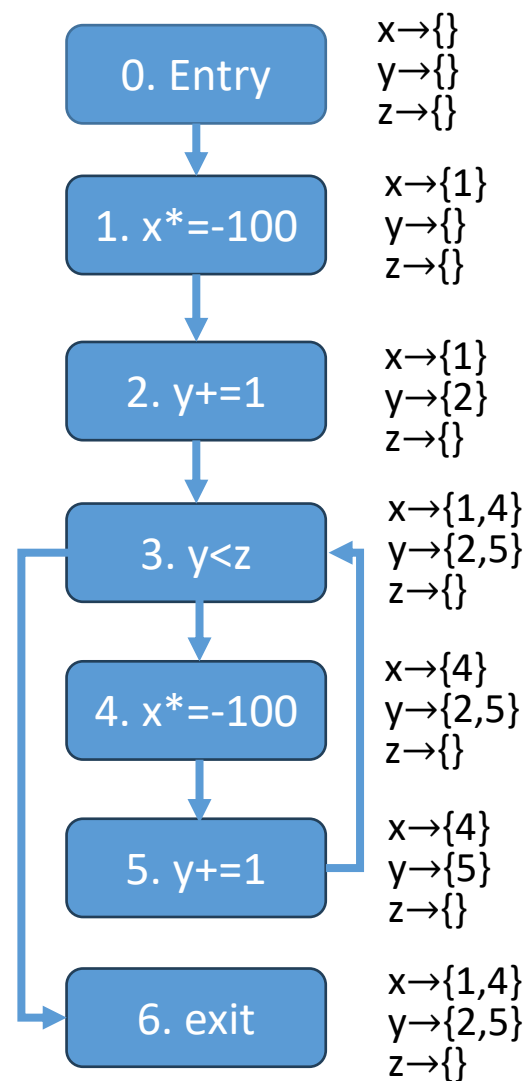 0. Entry
x→{}
y→{}
z→{}
1. x*=-100
x→{1}
y→{}
z→{}
2. y+=1
x→{1}
y→{2}
z→{}
3. y<z
x→{1,4}
y→{2,5}
z→{}
4. x*=-100
x→{4}
y→{2,5}
z→{}
5. y+=1
x→{4}
y→{5}
z→{}
6. exit
x→{1,4}
y→{2,5}
z→{}